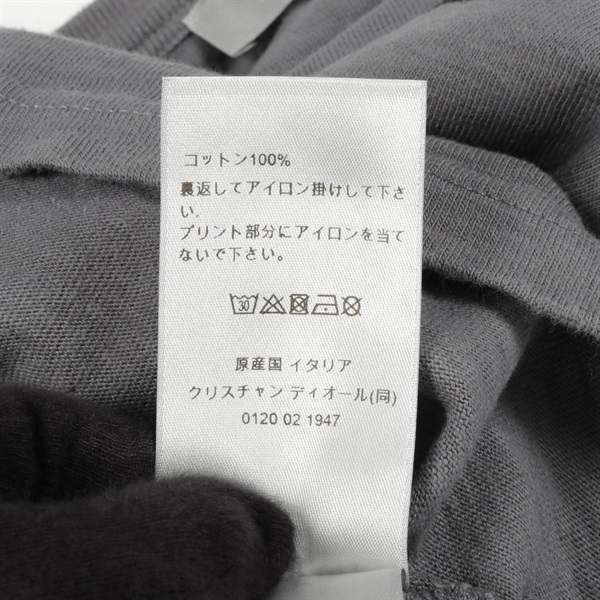 コットン100%
裏返してアイロン掛けして下さ
い.
プリント部分にアイロンを当て
ないで下さい。
30
原産国 イタリア
クリスチャン ディオール(同)
0120 02 1947